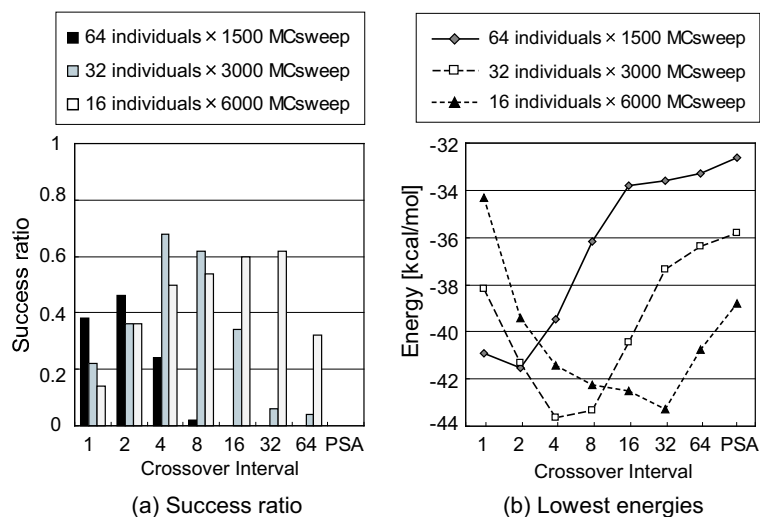 64 individuals × 1500 MCsweep
32 individuals × 3000 MCsweep
16 individuals × 6000 MCsweep
1
0.8
0.6
0.4
0.2
0
Success ratio
1 2 4 8 16 32 64 PSA
Crossover Interval
(a) Success ratio
64 individuals × 1500 MCsweep
32 individuals × 3000 MCsweep
16 individuals × 6000 MCsweep
-32
-34
-36
-38
-40
-42
-44
Energy [kcal/mol]
1 2 4 8 16 32 64 PSA
Crossover Interval
(b) Lowest energies